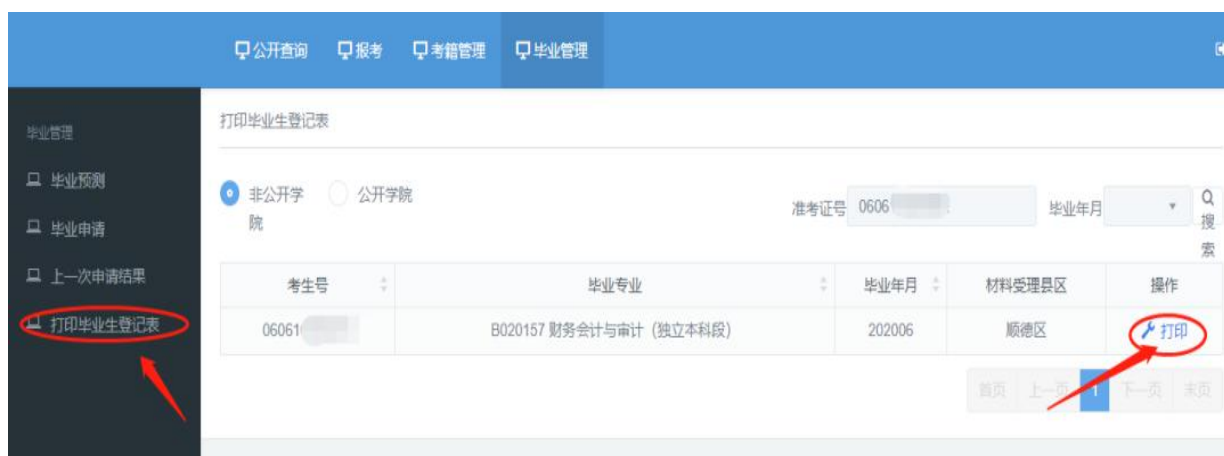 公开查询 报考 考籍管理 毕业管理
毕业管理
毕业预测
毕业申请
上一次申请结果
打印毕业生登记表
打印毕业生登记表
非公开学
院
公开学院
准考证号 0606
毕业年月
搜
索
考生号 毕业专业 毕业年月 材料受理县区 操作
06061 B020157 财务会计与审计（独立本科段） 202006 顺德区 打印
首页 上一页 1 下一页 末页